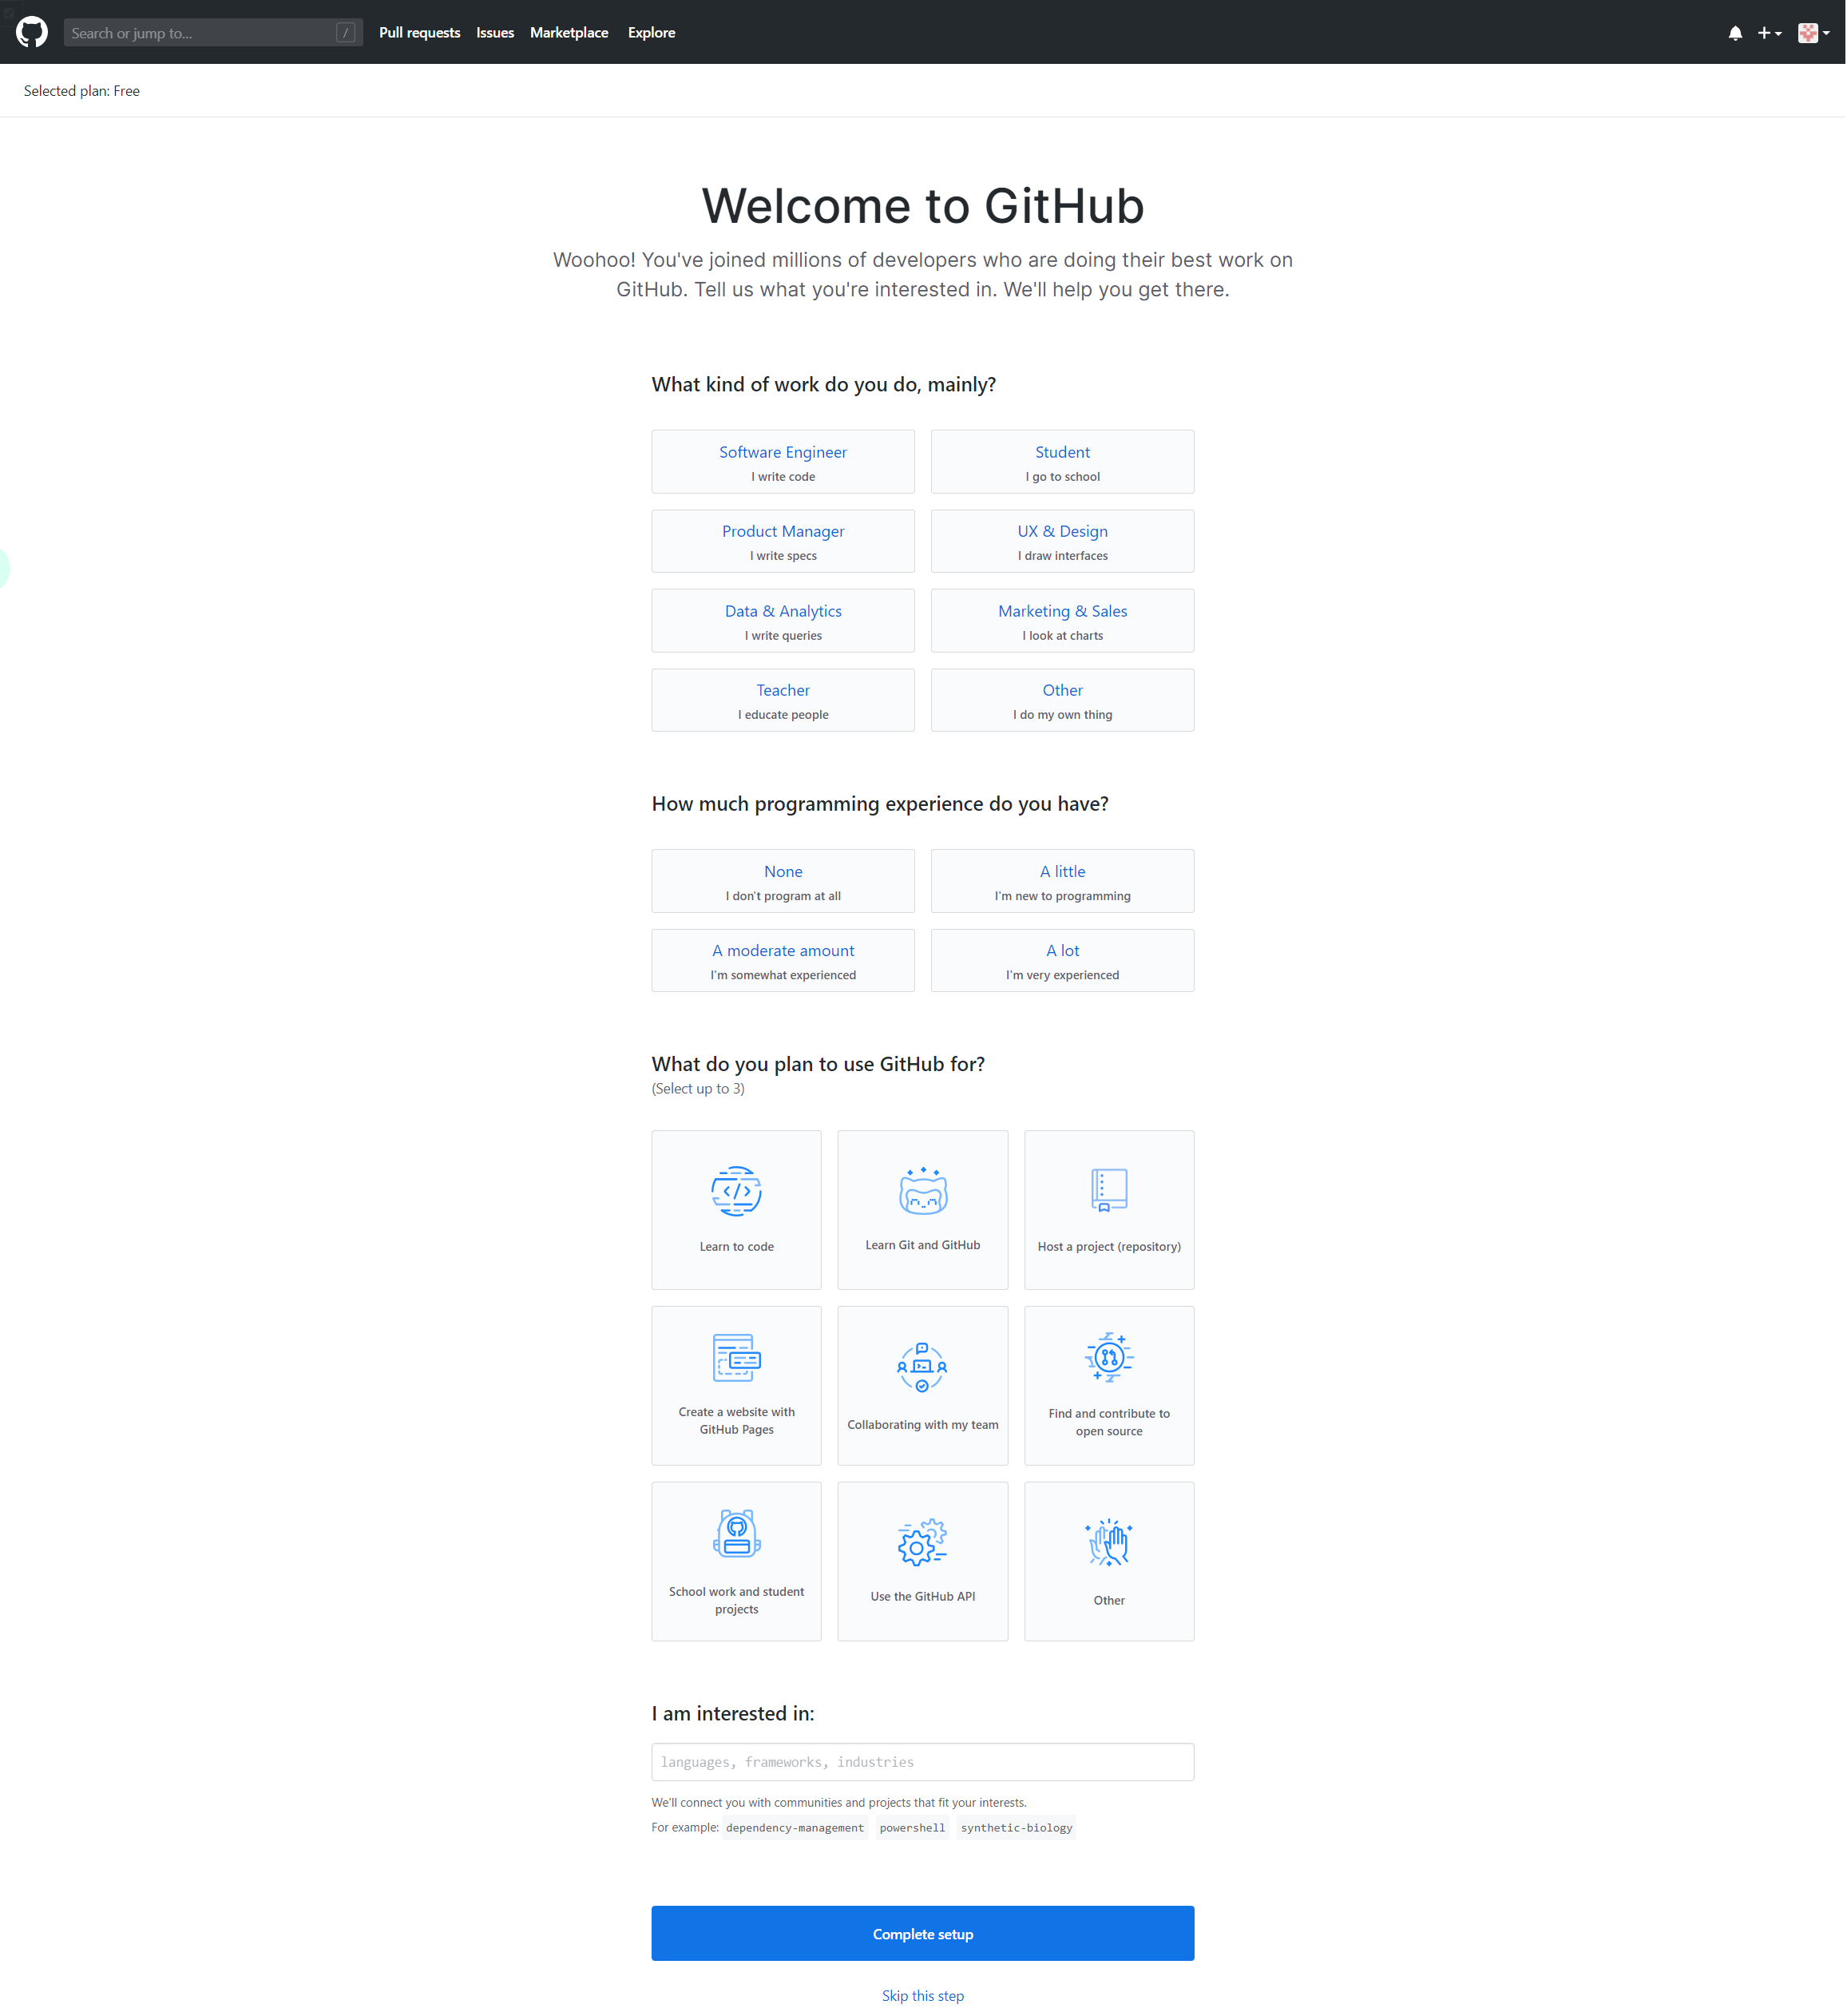 Search or jump to... /
Pull requests
Issues
Marketplace
Explore
Selected plan: Free
Welcome to GitHub
Woohoo! You've joined millions of developers who are doing their best work on
GitHub. Tell us what you're interested in. We'll help you get there.
What kind of work do you do, mainly?
Software Engineer
I write code
Student
I go to school
Product Manager
I write specs
UX & Design
I draw interfaces
Data & Analytics
I write queries
Marketing & Sales
I look at charts
Teacher
I educate people
Other
I do my own thing
How much programming experience do you have?
None
I don't program at all
A little
I'm new to programming
A moderate amount
I'm somewhat experienced
A lot
I'm very experienced
What do you plan to use GitHub for?
(Select up to 3)
Learn to code
Learn Git and GitHub
Host a project (repository)
Create a website with
GitHub Pages
Collaborating with my team
Find and contribute to
open source
School work and student
projects
Use the GitHub API
Other
I am interested in:
languages, frameworks, industries
We'll connect you with communities and projects that fit your interests.
For example: dependency-management powershell synthetic-biology
Complete setup
Skip this step